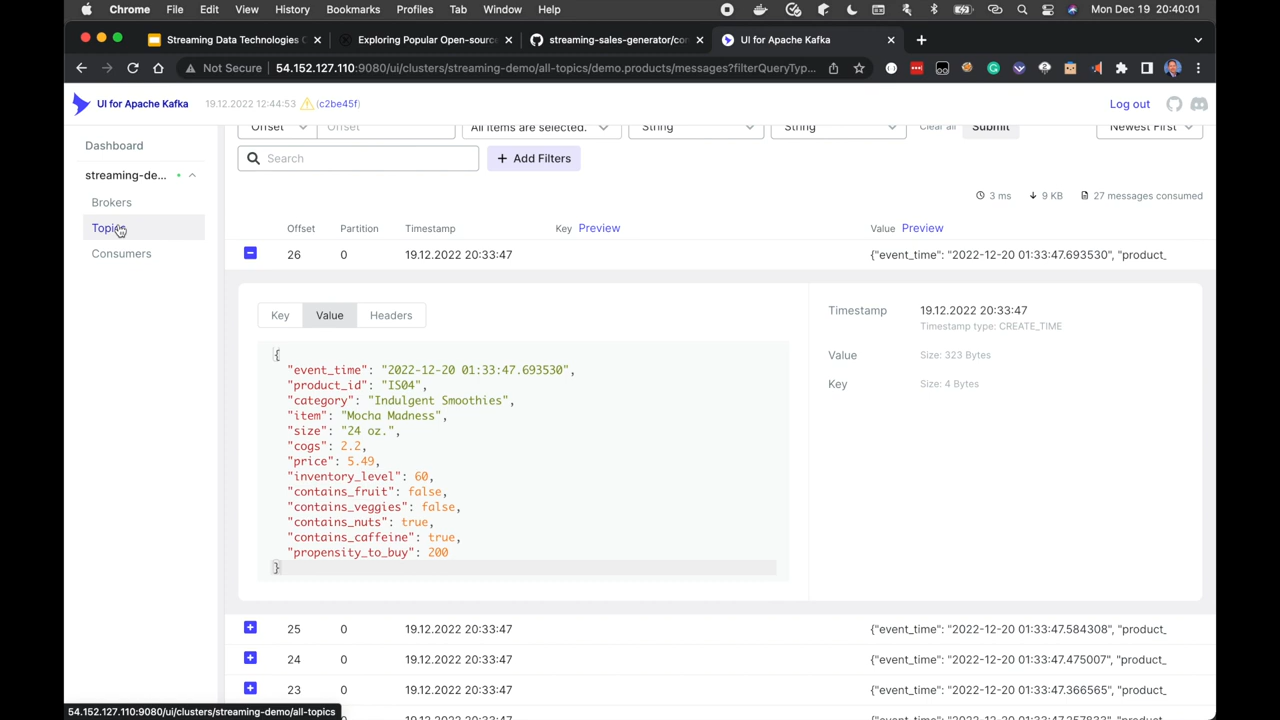 Chrome File Edit View History Bookmarks Profiles Tab Window Help Mon Dec 19 20:40:01
Streaming Data Technologies C Exploring Popular Open-source streaming-sales-generator/con UI for Apache Kafka
Not Secure 54.152.127.110:9080/ui/clusters/streaming-demo/all-topics/demo.products/messages?filterQueryTyp...
UI for Apache Kafka 19.12.2022 12:44:53 (c2be45f) Log out
Dashboard
streaming-de...
Brokers
Topics
Consumers
Offset Offset All items are selected. String String Clear all Submit Newest First
Search + Add Filters
3 ms 9 KB 27 messages consumed
Offset Partition Timestamp Key Preview Value Preview
26 0 19.12.2022 20:33:47 {"event_time": "2022-12-20 01:33:47.693530", "product_
Key Value Headers
{
"event_time": "2022-12-20 01:33:47.693530",
"product_id": "IS04",
"category": "Indulgent Smoothies",
"item": "Mocha Madness",
"size": "24 oz.",
"cogs": 2.2,
"price": 5.49,
"inventory_level": 60,
"contains_fruit": false,
"contains_veggies": false,
"contains_nuts": true,
"contains_caffeine": true,
"propensity_to_buy": 200
}
Timestamp 19.12.2022 20:33:47
Timestamp type: CREATE_TIME
Value Size: 323 Bytes
Key Size: 4 Bytes
25 0 19.12.2022 20:33:47 {"event_time": "2022-12-20 01:33:47.584308", "product_
24 0 19.12.2022 20:33:47 {"event_time": "2022-12-20 01:33:47.475007", "product_
23 0 19.12.2022 20:33:47 {"event_time": "2022-12-20 01:33:47.366565", "product_
54.152.127.110:9080/ui/clusters/streaming-demo/all-topics